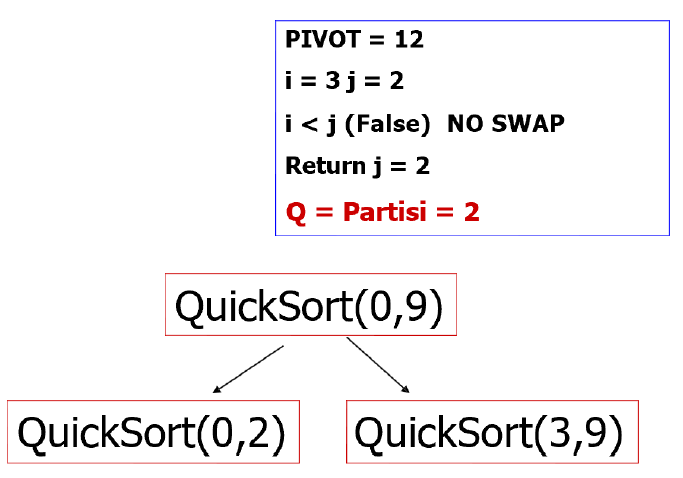 PIVOT = 12
i = 3 j = 2
i < j (False)  NO SWAP
Return j = 2
Q = Partisi = 2
QuickSort(0,9)
QuickSort(0,2)
QuickSort(3,9)